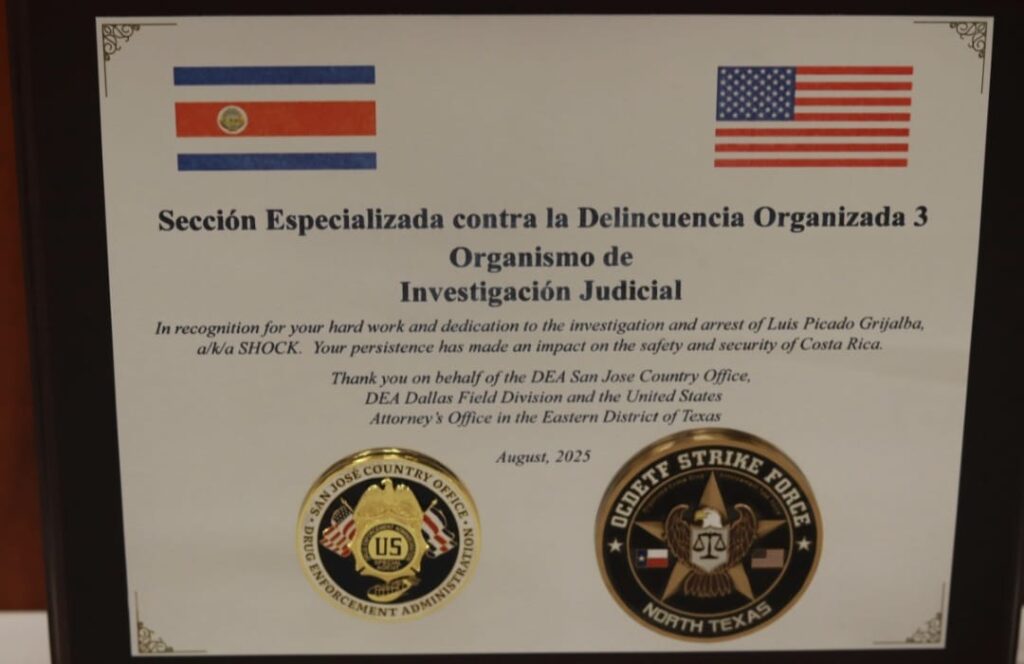 Sección Especializada contra la Delincuencia Organizada 3
Organismo de
Investigación Judicial
In recognition for your hard work and dedication to the investigation and arrest of Luis Picado Grijalba,
a/k/a SHOCK. Your persistence has made an impact on the safety and security of Costa Rica.
Thank you on behalf of the DEA San Jose Country Office,
DEA Dallas Field Division and the United States
Attorney's Office in the Eastern District of Texas
August, 2025
SAN JOSÉ COUNTRY OFFICE
US
DRUG ENFORCEMENT ADMINISTRATION
OCDETF STRIKE FORCE
NORTH TEXAS